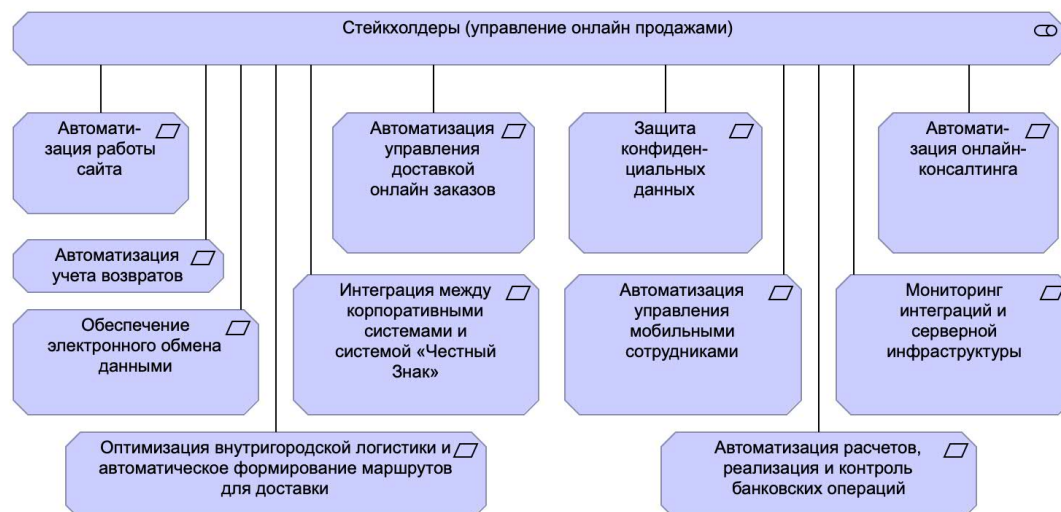 Стейкхолдеры (управление онлайн продажами)
Автомати-
зация работы
сайта
Автоматизация
управления
доставкой
онлайн заказов
Защита
конфиден-
циальных
данных
Автомати-
зация онлайн-
консалтинга
Автоматизация
учета возвратов
Обеспечение
электронного обмена
данными
Интеграция между
корпоративными
системами и
системой «Честный
Знак»
Автоматизация
управления
мобильными
сотрудниками
Мониторинг
интеграций и
серверной
инфраструктуры
Оптимизация внутригородской логистики и
автоматическое формирование маршрутов
для доставки
Автоматизация расчетов,
реализация и контроль
банковских операций